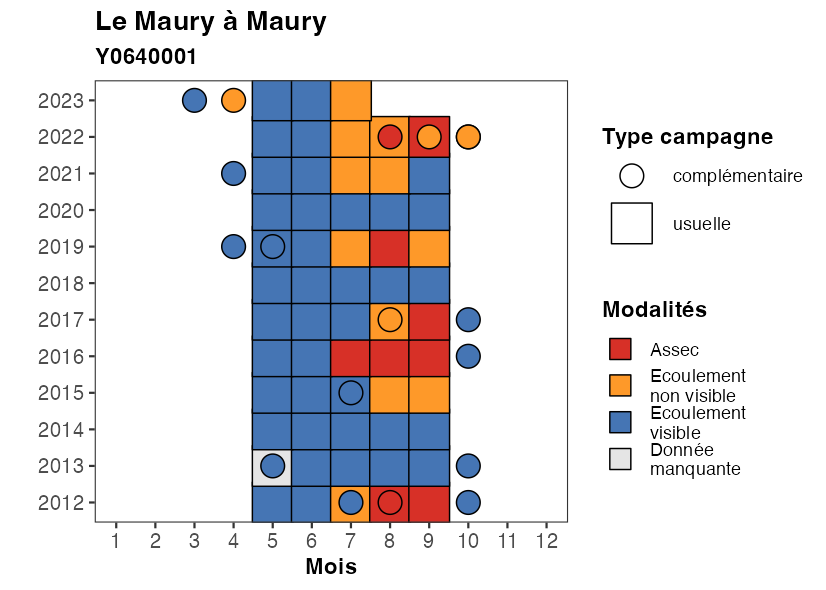 Le Maury à Maury
Y0640001
2023
2022
2021
2020
2019
2018
2017
2016
2015
2014
2013
2012
1 2 3 4 5 6 7 8 9 10 11 12
Mois
Type campagne
complémentaire
usuelle
Modalités
Assec
Ecoulement
non visible
Ecoulement
visible
Donnée
manquante